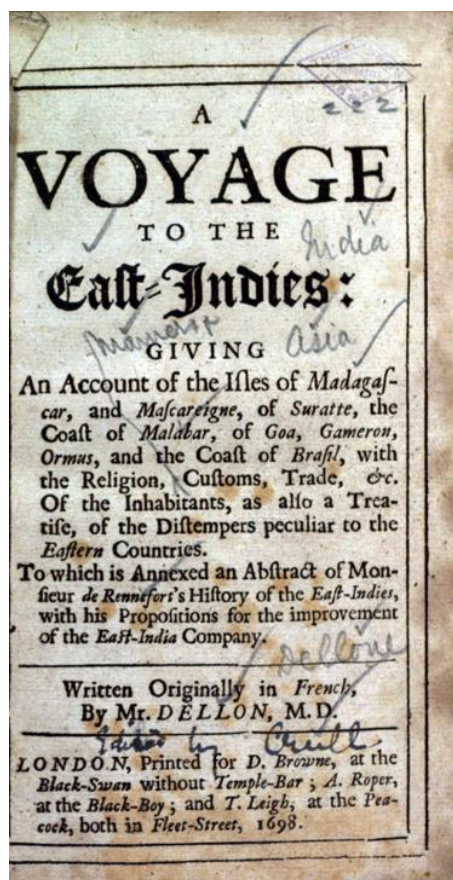 222
A
VOYAGE
TO THE
India
Eaſt-Indies:
Asia
GIVING
An Account of the Iſles of Madagaſ-
car, and Maſcareigne, of Suratte, the
Coaſt of Malabar, of Goa, Gameron,
Ormus, and the Coaſt of Braſil, with
the Religion, Cuſtoms, Trade, &c.
Of the Inhabitants, as alſo a Trea-
tiſe, of the Diſtempers peculiar to the
Eaſtern Countries.
To which is Annexed an Abſtract of Mon-
ſieur de Rennefort's Hiſtory of the Eaſt-Indies,
with his Propoſitions for the improvement
of the Eaſt-India Company.
Dellone
Written Originally in French,
By Mr. DELLON, M. D.
Edited by Crull
LONDON, Printed for D. Browne, at the
Black-Swan without Temple-Bar; A. Roper,
at the Black-Boy; and T. Leigh, at the Pea-
cock, both in Fleet-Street, 1698.